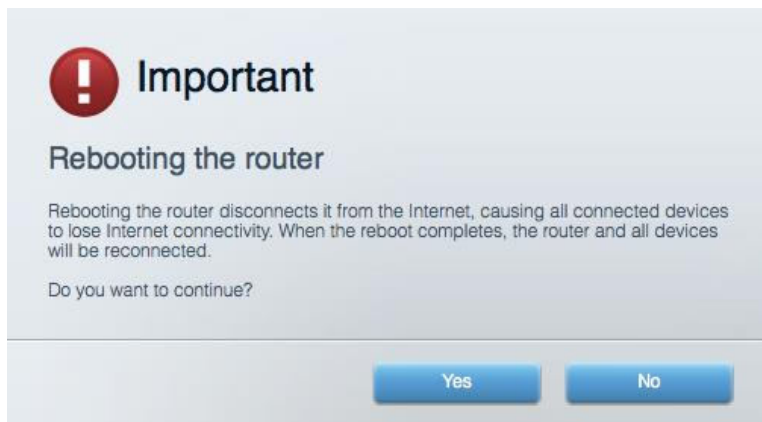 Important
Rebooting the router
Rebooting the router disconnects it from the Internet, causing all connected devices
to lose Internet connectivity. When the reboot completes, the router and all devices
will be reconnected.
Do you want to continue?
Yes No